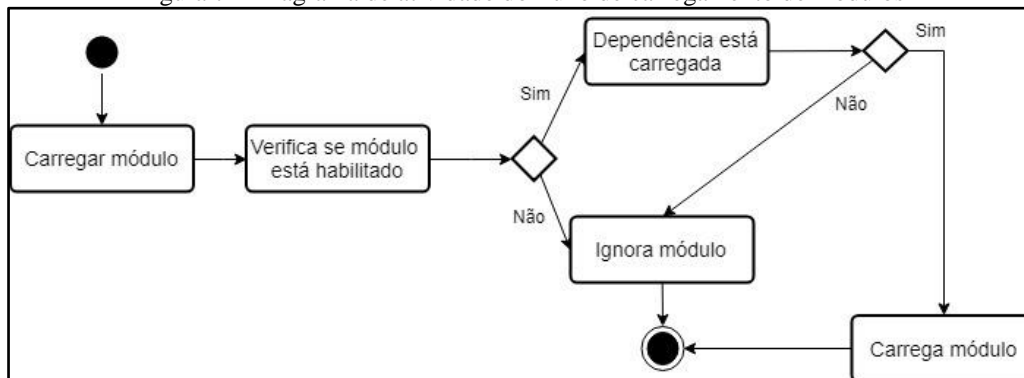 Sim
Dependência está
carregada
Sim
Não
Carregar módulo
Verifica se módulo
está habilitado
Não
Ignora módulo
Carrega módulo